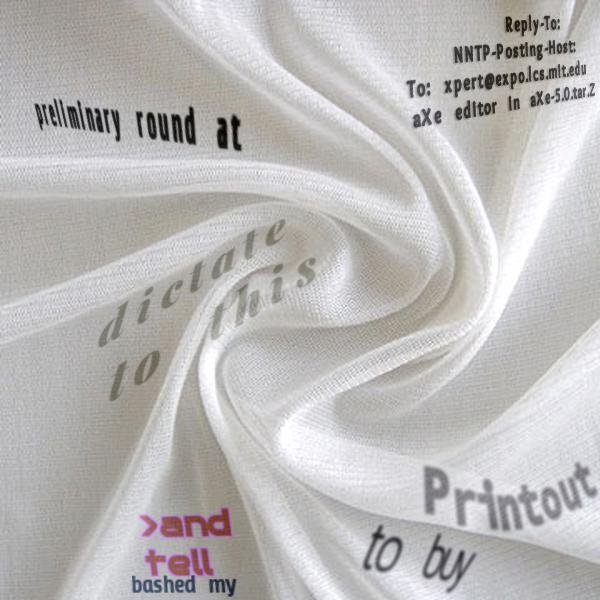 Reply-To:
NNTP-Posting-Host:
To: xpert@expo.lcs.mit.edu
aXe editor in aXe-5.0.tar.Z
preliminary round at
dictate
to this
Printout
to buy
>and
tell
bashed my